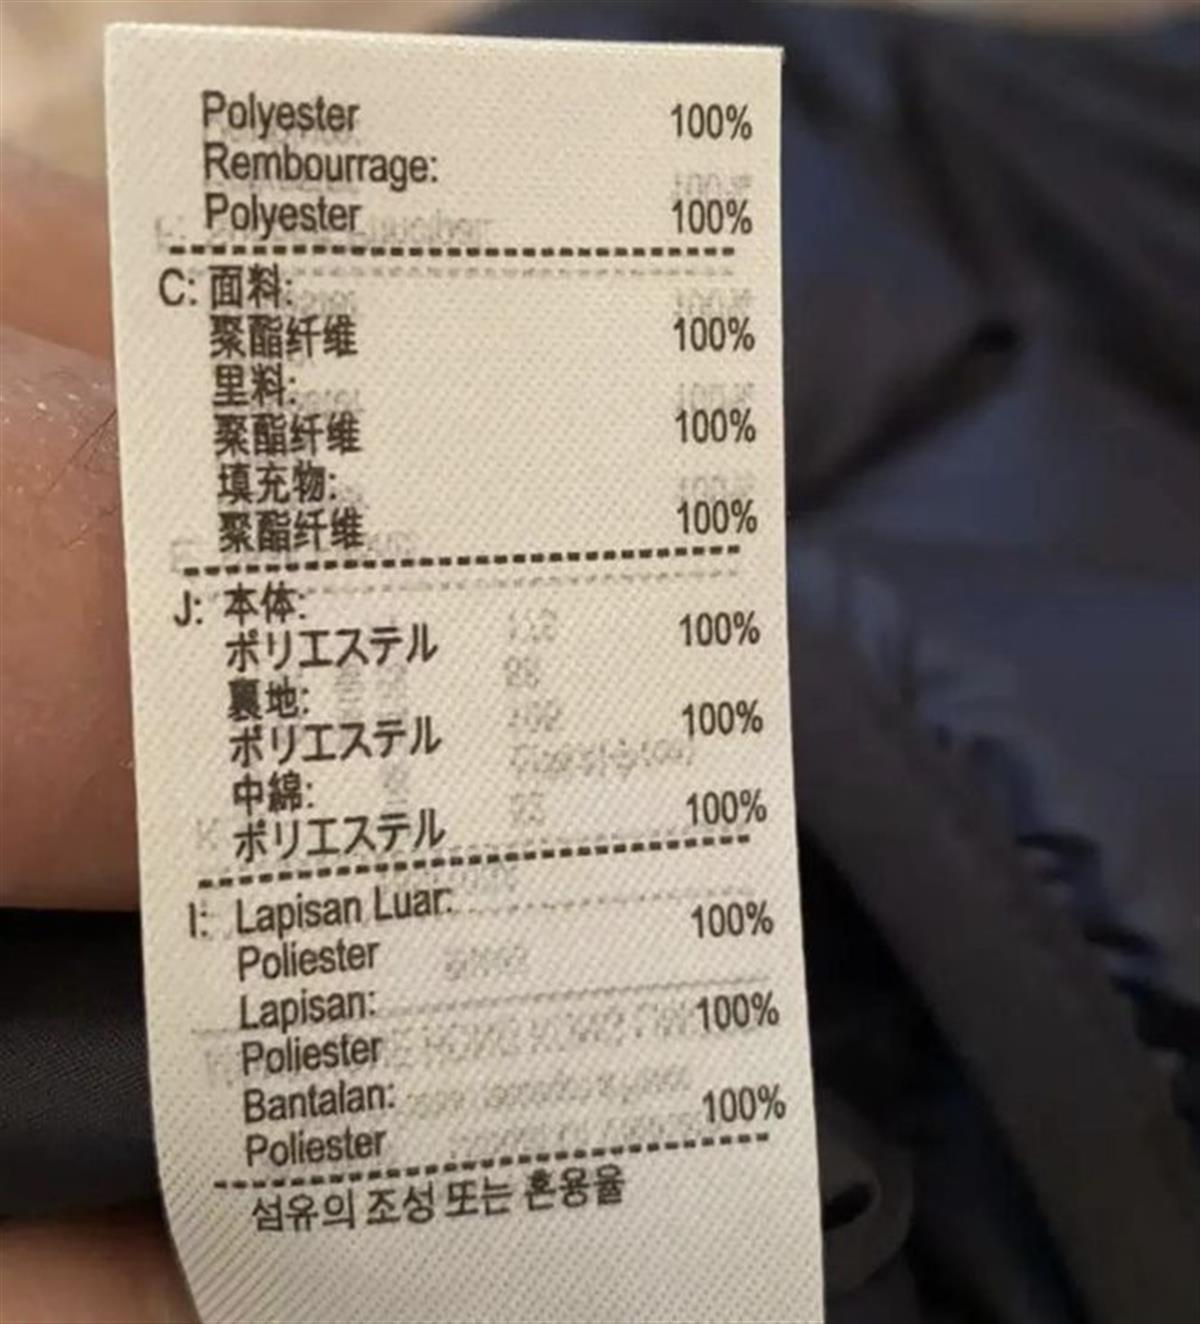 Polyester 100%
Rembourrage:
Polyester 100%
C: 面料:
聚酯纤维 100%
里料:
聚酯纤维 100%
填充物:
聚酯纤维 100%
J: 本体:
ポリエステル 100%
裏地:
ポリエステル 100%
中綿:
ポリエステル 100%
I: Lapisan Luar:
Poliester 100%
Lapisan:
Poliester 100%
Bantalan:
Poliester 100%
섬유의 조성 또는 혼용율